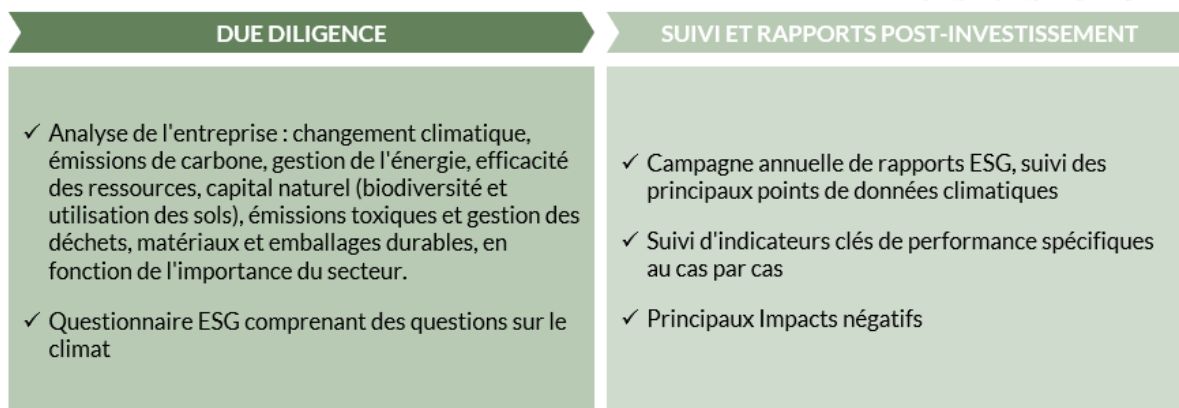 DUE DILIGENCE
✓ Analyse de l'entreprise : changement climatique,
émissions de carbone, gestion de l'énergie, efficacité
des ressources, capital naturel (biodiversité et
utilisation des sols), émissions toxiques et gestion des
déchets, matériaux et emballages durables, en
fonction de l'importance du secteur.
✓ Questionnaire ESG comprenant des questions sur le
climat
SUIVI ET RAPPORTS POST-INVESTISSEMENT
✓ Campagne annuelle de rapports ESG, suivi des
principaux points de données climatiques
✓ Suivi d'indicateurs clés de performance spécifiques
au cas par cas
✓ Principaux Impacts négatifs